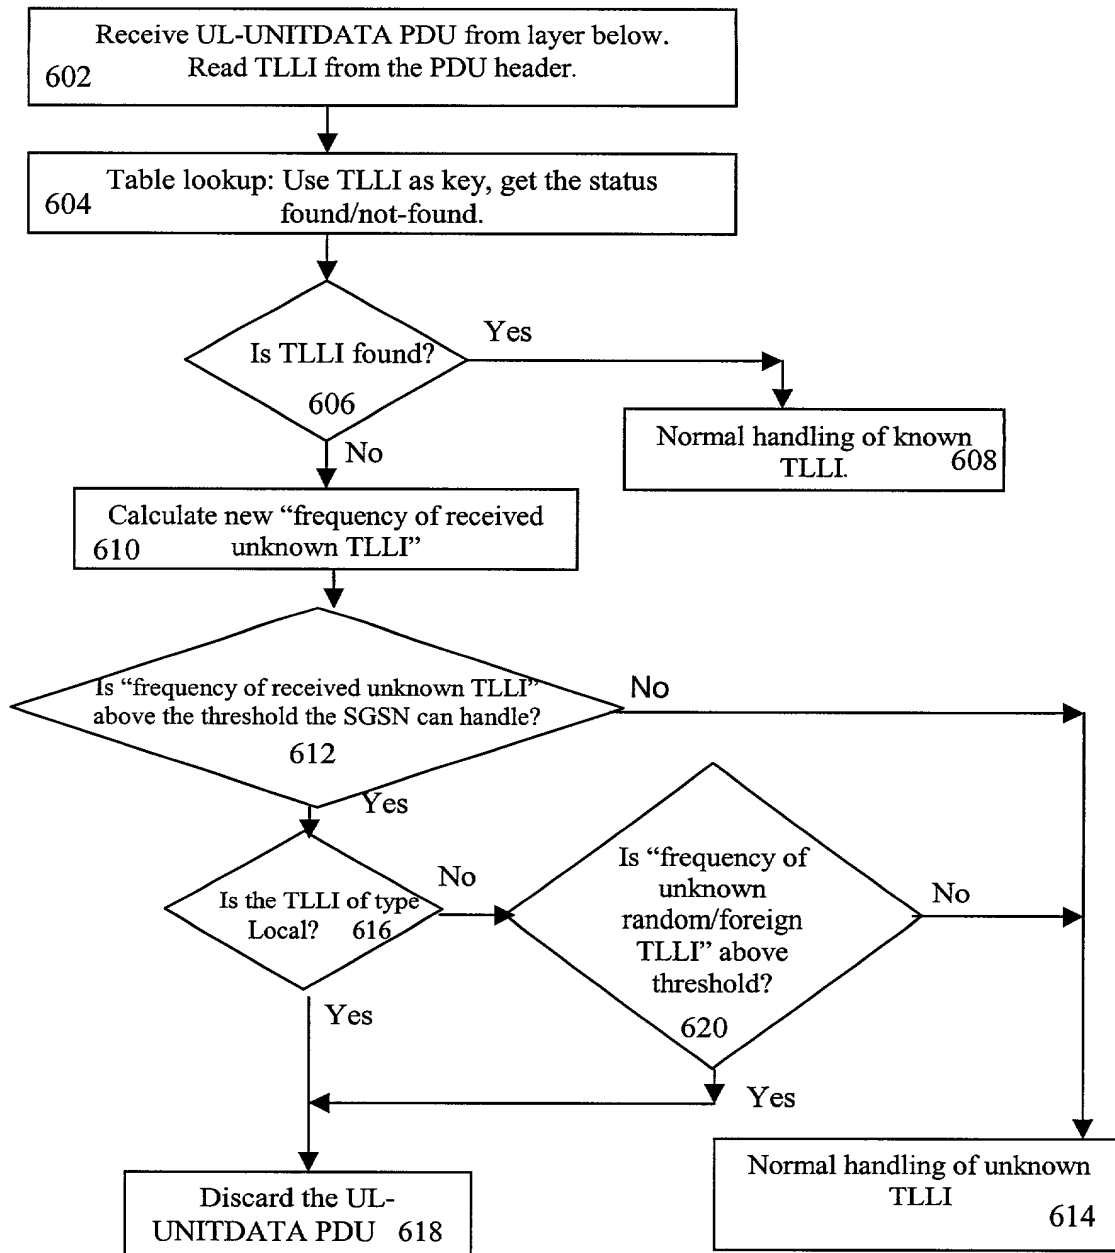 Receive UL-UNITDATA PDU from layer below.
602 Read TLLI from the PDU header.
Table lookup: Use TLLI as key, get the status
604 found/not-found.
Yes
Is TLLI found?
606
No
Normal handling of known
TLLI. 608
Calculate new “frequency of received
610 unknown TLLI”
Is “frequency of received unknown TLLI”
above the threshold the SGSN can handle?
612
No
Yes
Is the TLLI of type
Local? 616
No
Is “frequency of
unknown
random/foreign
TLLI” above
threshold?
620
No
Yes
Yes
Discard the UL-
UNITDATA PDU 618
Normal handling of unknown
TLLI
614